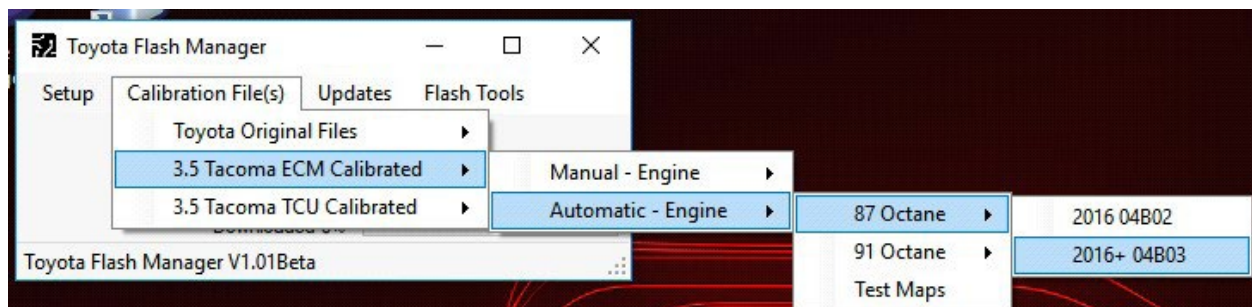 Toyota Flash Manager
Setup Calibration File(s) Updates Flash Tools
Toyota Original Files
3.5 Tacoma ECM Calibrated
Manual - Engine
3.5 Tacoma TCU Calibrated
Automatic - Engine
87 Octane
2016 04B02
Toyota Flash Manager V1.01Beta
91 Octane
2016+ 04B03
Test Maps